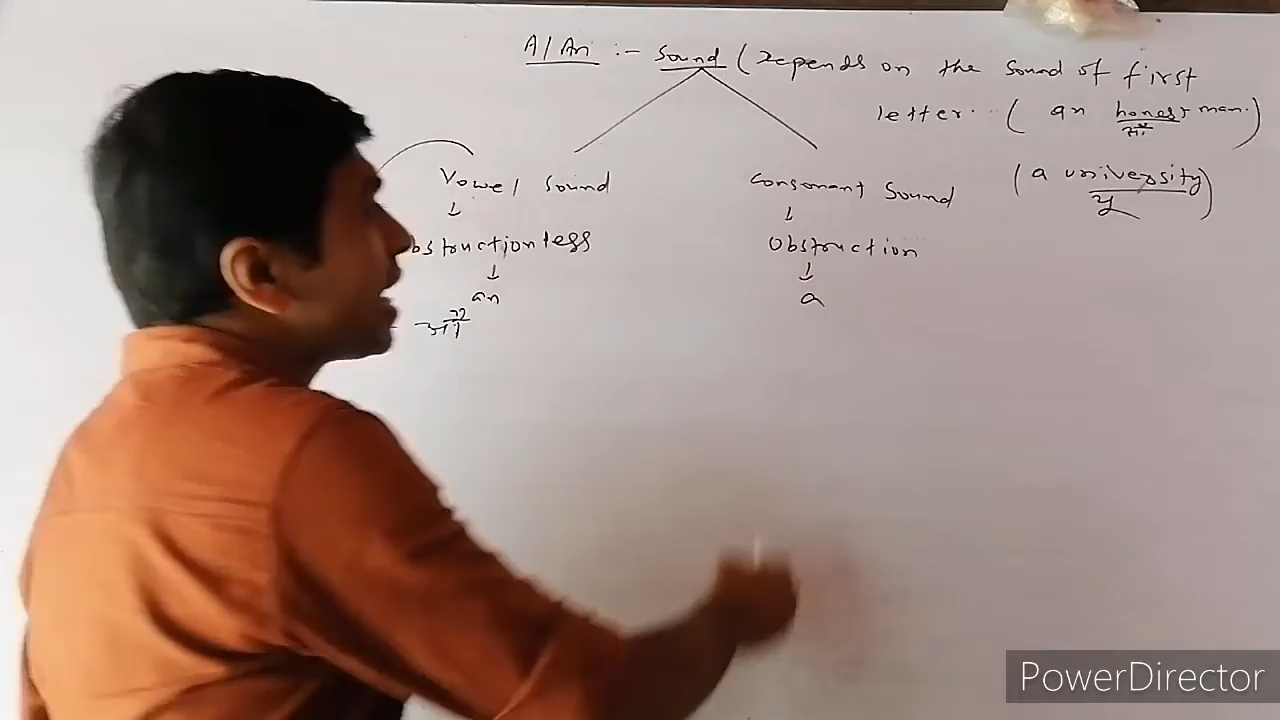 A/An :- Sound (Depends on the sound of first
letter. (an honest man.)
Vowel Sound
Consonant Sound
(a university)
y
obstructionless
obstruction
an
a
PowerDirector